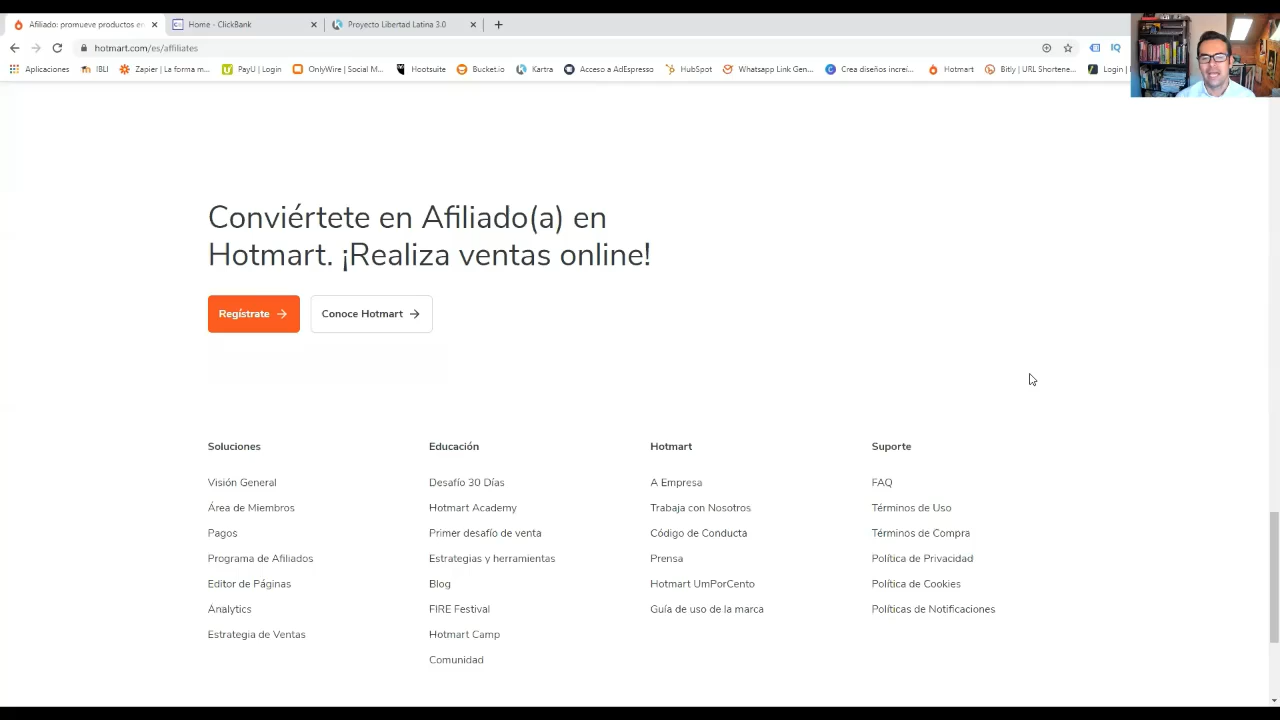 Afiliado: promueve productos en
Home - ClickBank
Proyecto Libertad Latina 3.0
hotmart.com/es/affiliates
IQ
Aplicaciones
IBLI
Zapier | La forma m...
PayU | Login
OnlyWire | Social M...
Hootsuite
Bucket.io
Kartra
Acceso a AdEspresso
HubSpot
Whatsapp Link Gen...
Crea diseños increí...
Hotmart
Bitly | URL Shortene...
Login |
Conviértete en Afiliado(a) en
Hotmart. ¡Realiza ventas online!
Regístrate →
Conoce Hotmart →
Soluciones
Visión General
Área de Miembros
Pagos
Programa de Afiliados
Editor de Páginas
Analytics
Estrategia de Ventas
Educación
Desafío 30 Días
Hotmart Academy
Primer desafío de venta
Estrategias y herramientas
Blog
FIRE Festival
Hotmart Camp
Comunidad
Hotmart
A Empresa
Trabaja con Nosotros
Código de Conducta
Prensa
Hotmart UmPorCento
Guía de uso de la marca
Suporte
FAQ
Términos de Uso
Términos de Compra
Política de Privacidad
Política de Cookies
Políticas de Notificaciones